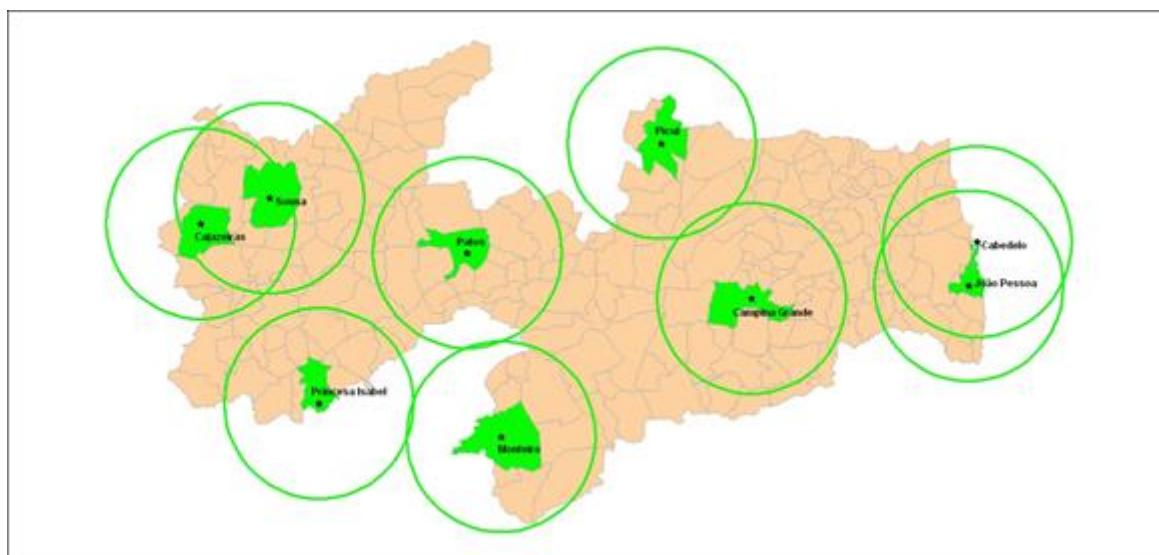 Picuí
Sousa
Cajazeiras
Patos
Cabedelo
João Pessoa
Campina Grande
Princesa Isabel
Monteiro